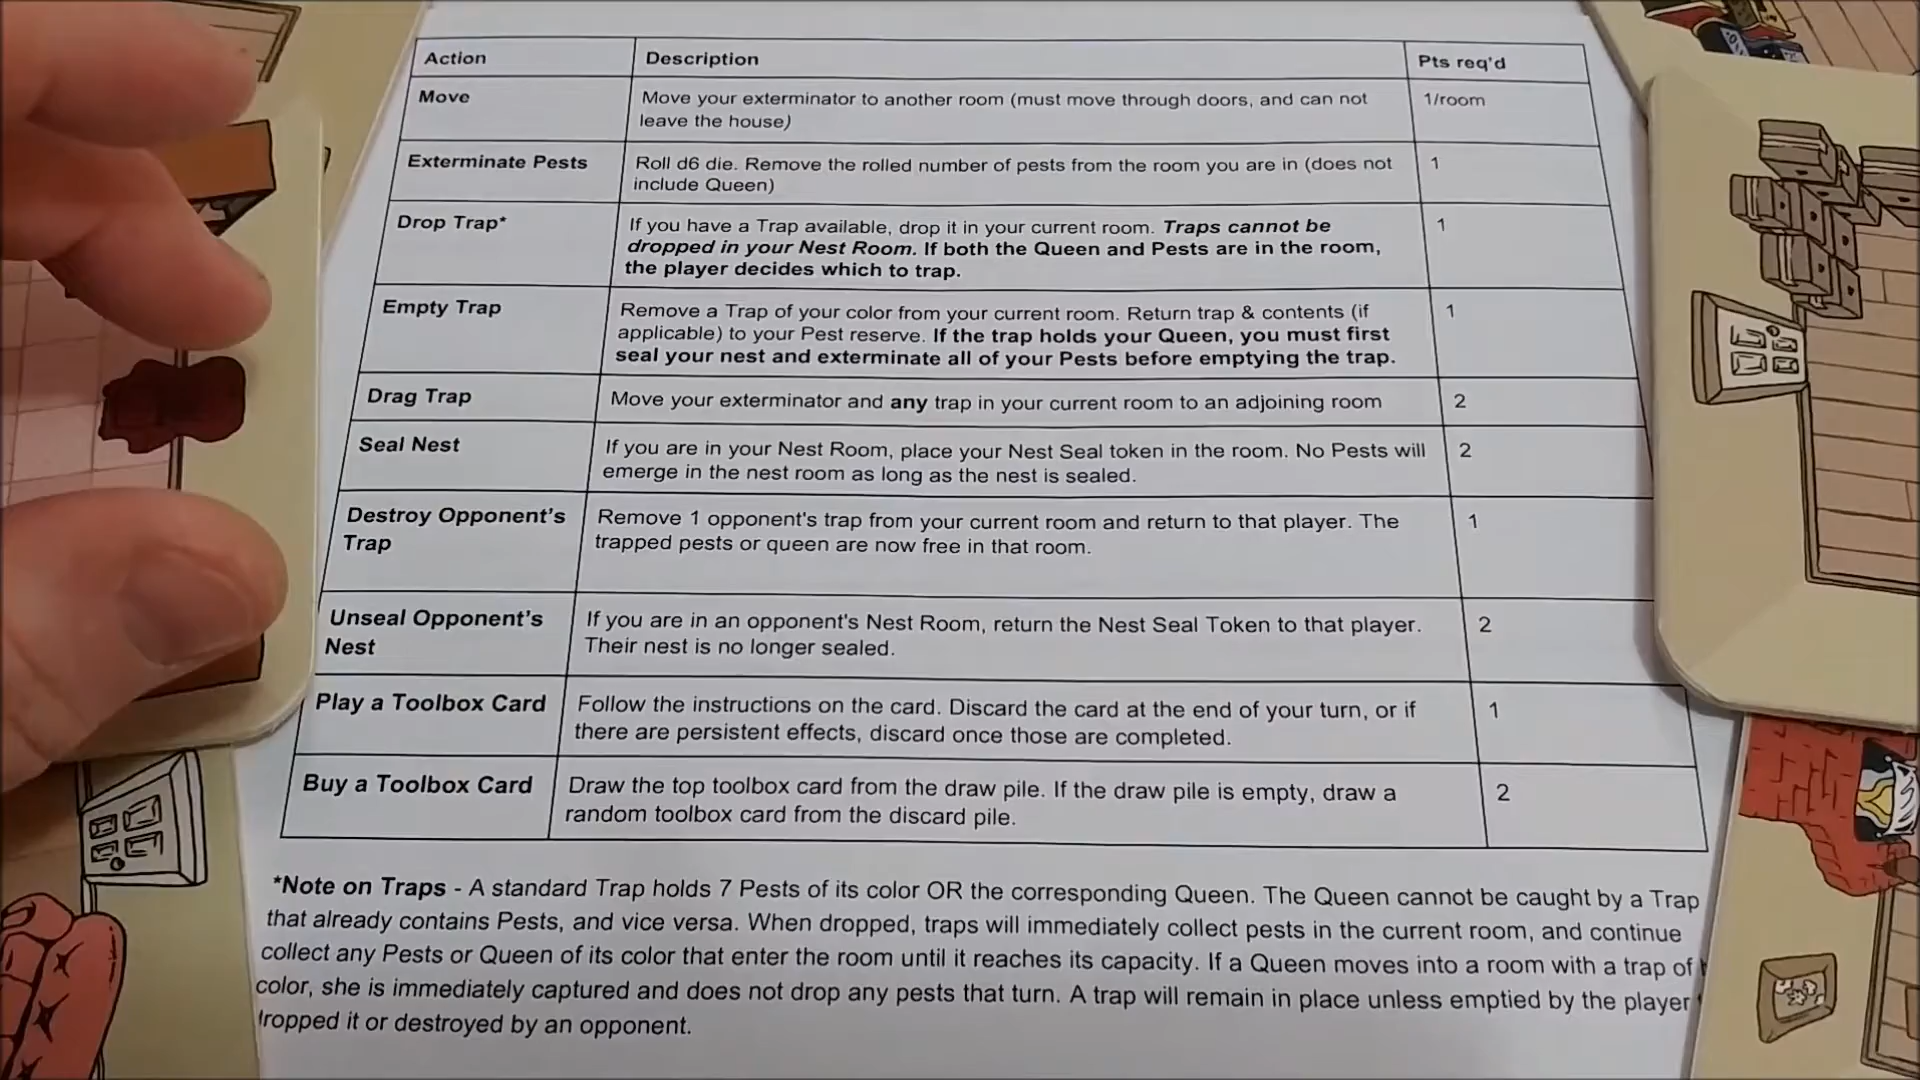 Action Description Pts req'd
Move Move your exterminator to another room (must move through doors, and can not 1/room
leave the house)
Exterminate Pests Roll d6 die. Remove the rolled number of pests from the room you are in (does not 1
include Queen)
Drop Trap* If you have a Trap available, drop it in your current room. Traps cannot be 1
dropped in your Nest Room. If both the Queen and Pests are in the room,
the player decides which to trap.
Empty Trap Remove a Trap of your color from your current room. Return trap & contents (if 1
applicable) to your Pest reserve. If the trap holds your Queen, you must first
seal your nest and exterminate all of your Pests before emptying the trap.
Drag Trap Move your exterminator and any trap in your current room to an adjoining room 2
Seal Nest If you are in your Nest Room, place your Nest Seal token in the room. No Pests will 2
emerge in the nest room as long as the nest is sealed.
Destroy Opponent's Remove 1 opponent's trap from your current room and return to that player. The 1
Trap trapped pests or queen are now free in that room.
Unseal Opponent's If you are in an opponent's Nest Room, return the Nest Seal Token to that player. 2
Nest Their nest is no longer sealed.
Play a Toolbox Card Follow the instructions on the card. Discard the card at the end of your turn, or if 1
there are persistent effects, discard once those are completed.
Buy a Toolbox Card Draw the top toolbox card from the draw pile. If the draw pile is empty, draw a 2
random toolbox card from the discard pile.
*Note on Traps - A standard Trap holds 7 Pests of its color OR the corresponding Queen. The Queen cannot be caught by a Trap
that already contains Pests, and vice versa. When dropped, traps will immediately collect pests in the current room, and continue
collect any Pests or Queen of its color that enter the room until it reaches its capacity. If a Queen moves into a room with a trap of
color, she is immediately captured and does not drop any pests that turn. A trap will remain in place unless emptied by the player
ropped it or destroyed by an opponent.